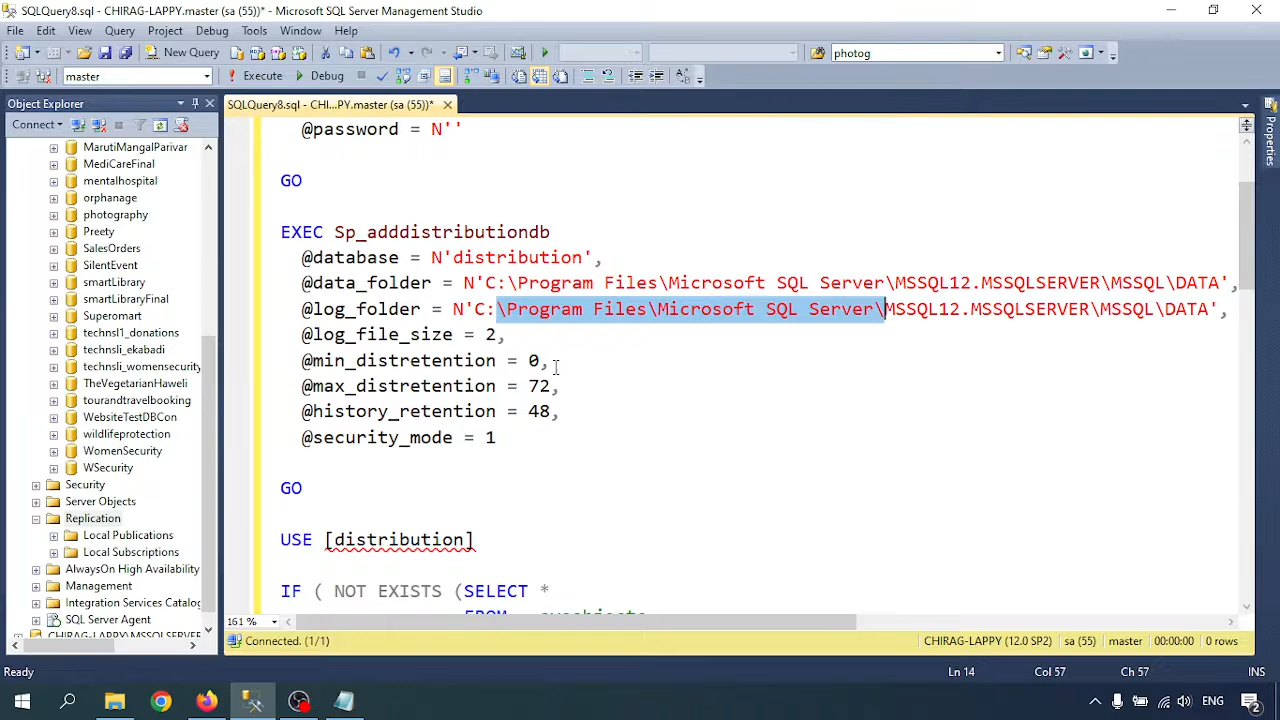 SQLQuery8.sql - CHIRAG-LAPPY.master (sa (55))* - Microsoft SQL Server Management Studio
File Edit View Query Project Debug Tools Window Help
New Query
photog
master
Execute
Debug
Object Explorer
SQLQuery8.sql - CHI...PY.master (sa (55))*
Connect
MarutiMangalParivar
MediCareFinal
mentalhospital
orphanage
photography
Preety
SalesOrders
SilentEvent
smartLibrary
smartLibraryFinal
Supermart
technsl1_donations
technsli_ekabadi
technsli_womensecurity
TheVegetarianHaweli
tourandtravelbooking
WebsiteTestDBCon
wildlifeprotection
WomenSecurity
WSecurity
Security
Server Objects
Replication
Local Publications
Local Subscriptions
AlwaysOn High Availability
Management
Integration Services Catalog
SQL Server Agent
@password = N''
GO
EXEC Sp_adddistributiondb
@database = N'distribution',
@data_folder = N'C:\Program Files\Microsoft SQL Server\MSSQL12.MSSQLSERVER\MSSQL\DATA',
@log_folder = N'C:\Program Files\Microsoft SQL Server\MSSQL12.MSSQLSERVER\MSSQL\DATA',
@log_file_size = 2,
@min_distretention = 0,
@max_distretention = 72,
@history_retention = 48,
@security_mode = 1
GO
USE [distribution]
IF ( NOT EXISTS (SELECT *
Properties
161 %
Connected. (1/1)
CHIRAG-LAPPY (12.0 SP2)
sa (55)
master
00:00:00
0 rows
Ready
Ln 14
Col 57
Ch 57
INS
ENG
2